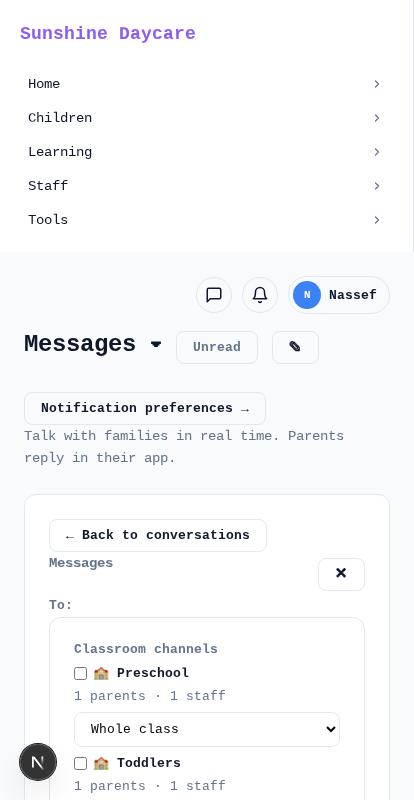 Sunshine Daycare
Home
Children
Learning
Staff
Tools
N Nassef
Messages Unread
Notification preferences →
Talk with families in real time. Parents
reply in their app.
← Back to conversations
Messages
To:
Classroom channels
Preschool
1 parents · 1 staff
Whole class
Toddlers
1 parents · 1 staff
N